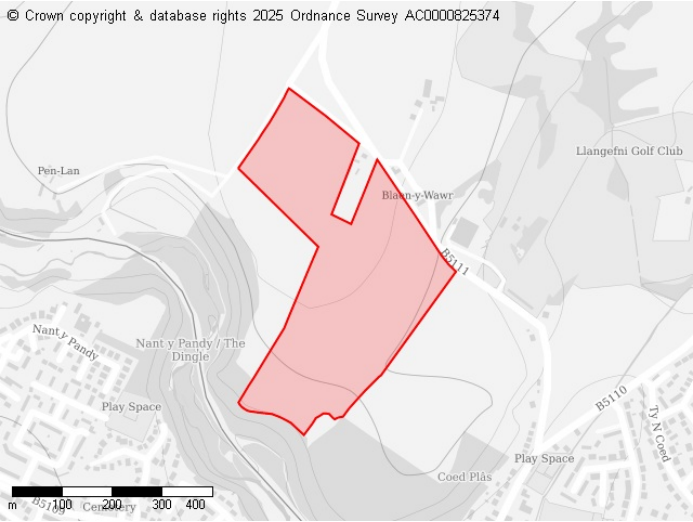 © Crown copyright & database rights 2025 Ordnance Survey AC0000825374
Llangefni Golf Club
Pen-Lan
Blaen-y-Wawr
B5111
Nant y Pandy
Nant y Pandy / The
Dingle
Play Space
B5110
Ty N Coed
Play Space
Coed Plâs
Cemetery
m 100 200 300 400